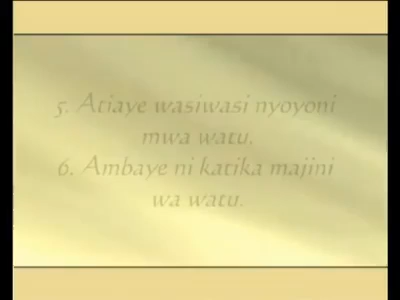 5. Atiaye wasiwasi nyoyoni
mwa watu.
6. Ambaye ni katika majini
wa watu.